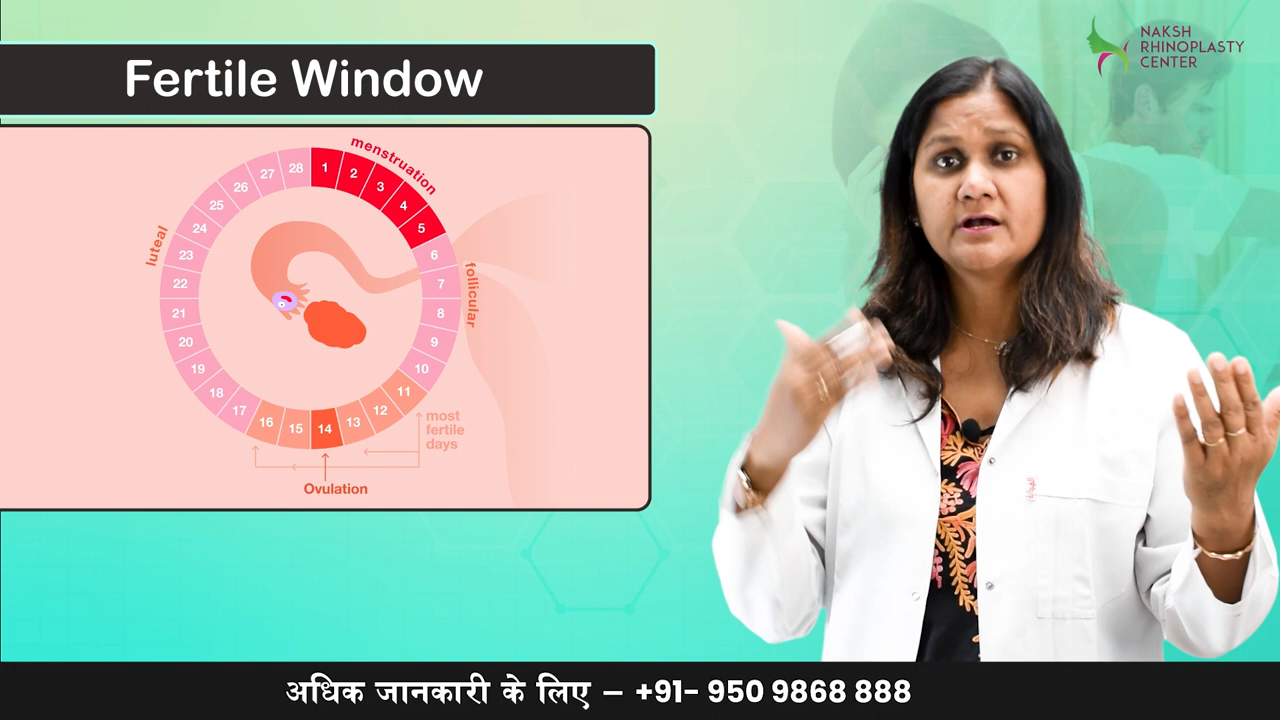 Fertile Window
NAKSH
RHINOPLASTY
CENTER
menstruation
1
2
3
4
5
6
7
8
9
10
11
12
13
14
15
16
17
18
19
20
21
22
23
24
25
26
27
28
luteal
follicular
most
fertile
days
Ovulation
अधिक जानकारी के लिए – +91- 950 9868 888